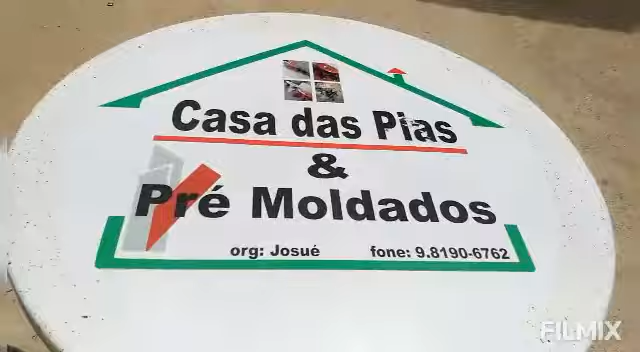 Casa das Pias
&
Pré Moldados
org: Josué fone: 9.8190-6762
FILMIX